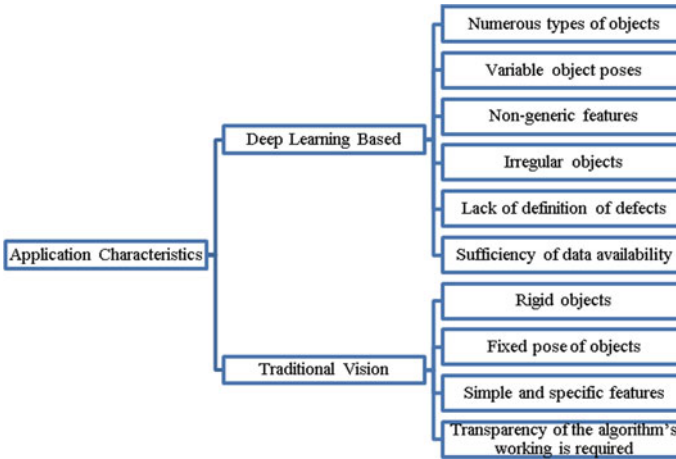 Application Characteristics
Deep Learning Based
Numerous types of objects
Variable object poses
Non-generic features
Irregular objects
Lack of definition of defects
Sufficiency of data availability
Traditional Vision
Rigid objects
Fixed pose of objects
Simple and specific features
Transparency of the algorithm's
working is required